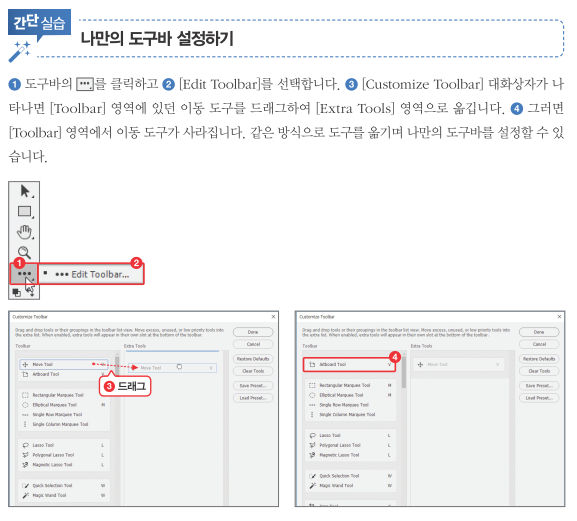 간단 실습
나만의 도구바 설정하기
❶ 도구바의 •••를 클릭하고 ❷ [Edit Toolbar]를 선택합니다. ❸ [Customize Toolbar] 대화상자가 나
타나면 [Toolbar] 영역에 있던 이동 도구를 드래그하여 [Extra Tools] 영역으로 옮깁니다. ❹ 그러면
[Toolbar] 영역에서 이동 도구가 사라집니다. 같은 방식으로 도구를 옮기며 나만의 도구바를 설정할 수 있
습니다.
1
2
••• Edit Toolbar...
Customize Toolbar
Drag and drop tools or their groupings in the toolbar list view. Move excess, unused, or low priority tools into
the extra list. When enabled, extra tools will appear in their own slot at the bottom of the toolbar.
Toolbar
Extra Tools
Move Tool
Artboard Tool V
Move Tool V
3 드래그
Rectangular Marquee Tool M
Elliptical Marquee Tool M
Single Row Marquee Tool
Single Column Marquee Tool
Lasso Tool L
Polygonal Lasso Tool L
Magnetic Lasso Tool L
Quick Selection Tool W
Magic Wand Tool W
Done
Cancel
Restore Defaults
Clear Tools
Save Preset...
Load Preset...
Customize Toolbar
Drag and drop tools or their groupings in the toolbar list view. Move excess, unused, or low priority tools into
the extra list. When enabled, extra tools will appear in their own slot at the bottom of the toolbar.
Toolbar
Extra Tools
4
Artboard Tool V
Move Tool V
Rectangular Marquee Tool M
Elliptical Marquee Tool M
Single Row Marquee Tool
Single Column Marquee Tool
Lasso Tool L
Polygonal Lasso Tool L
Magnetic Lasso Tool L
Quick Selection Tool W
Magic Wand Tool W
Done
Cancel
Restore Defaults
Clear Tools
Save Preset...
Load Preset...